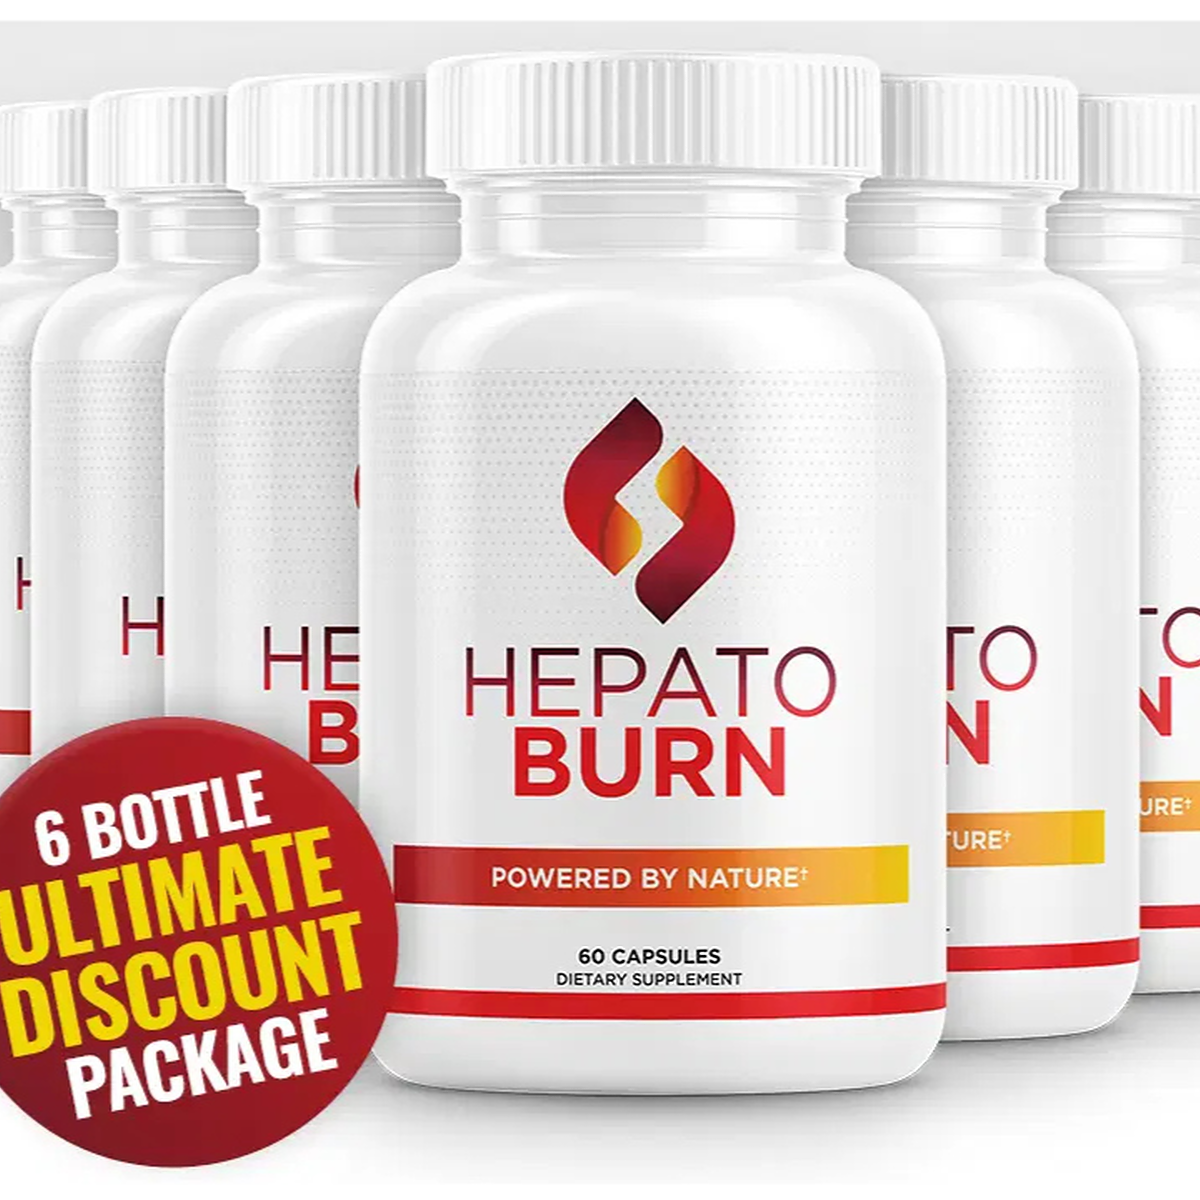 HEPATO
BURN
POWERED BY NATURE†
60 CAPSULES
DIETARY SUPPLEMENT
6 BOTTLE
ULTIMATE
DISCOUNT
PACKAGE